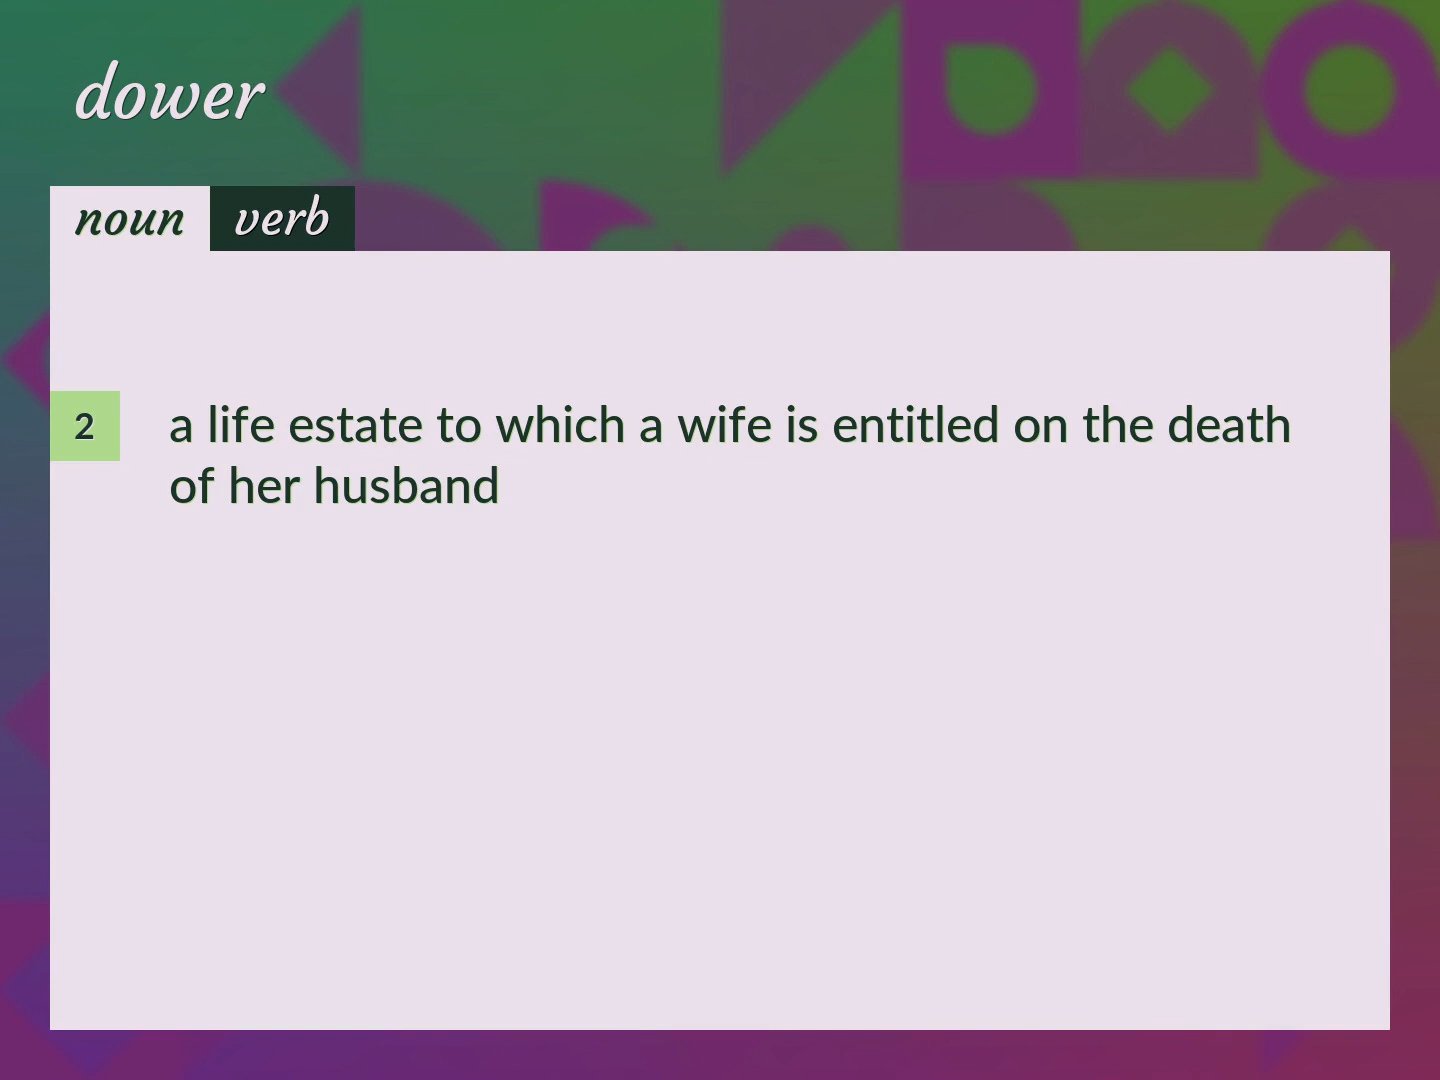 dower
noun verb
2 a life estate to which a wife is entitled on the death
of her husband